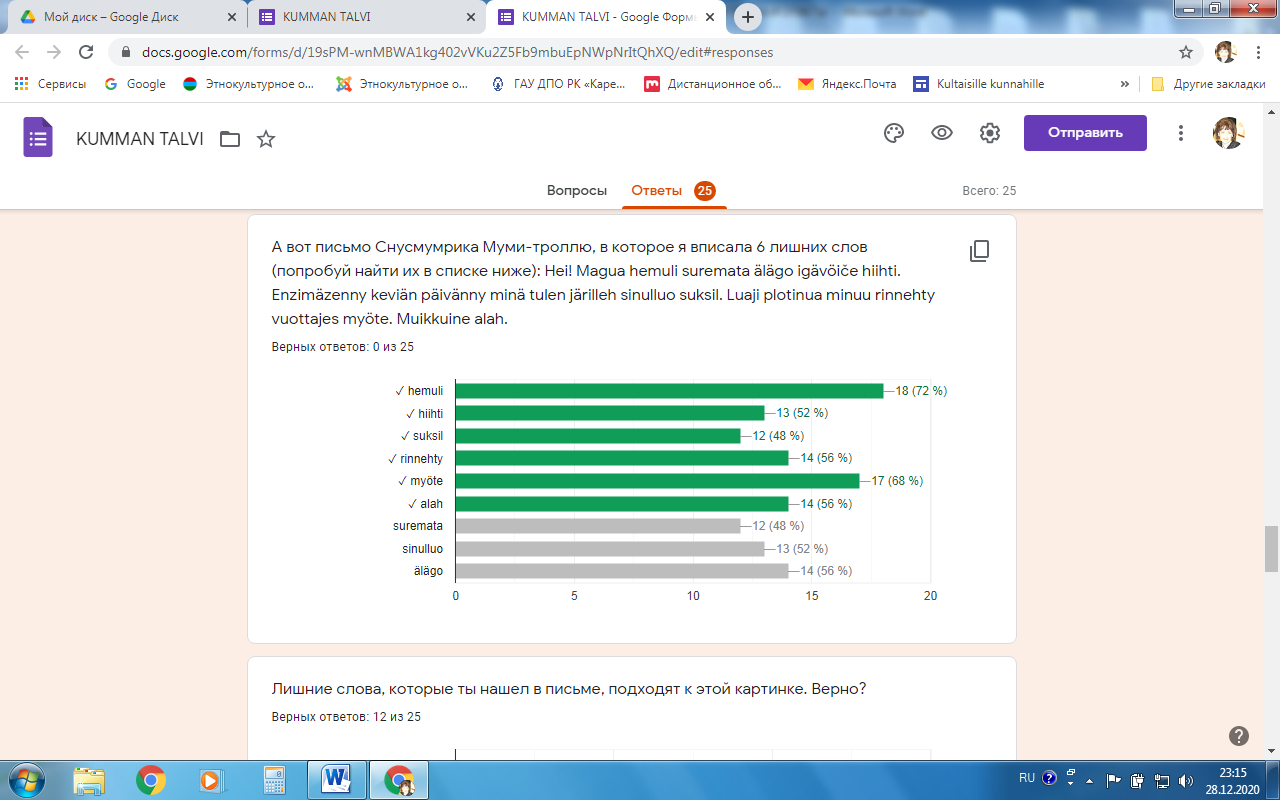 Мой диск – Google Диск
KUMMAN TALVI
KUMMAN TALVI - Google Форм
docs.google.com/forms/d/19sPM-wnMBWA1kg402vVKu2Z5Fb9mbuEpNWpNrItQhXQ/edit#responses
Сервисы
Google
Этнокультурное о...
Этнокультурное о...
ГАУ ДПО РК «Каре...
Дистанционное об...
Яндекс.Почта
Kultaisille kunnahille
»
Другие закладки
KUMMAN TALVI
Отправить
Вопросы
Ответы 25
Всего: 25
А вот письмо Снусмумрика Муми-троллю, в которое я вписала 6 лишних слов
(попробуй найти их в списке ниже): Hei! Magua hemuli suremata älägo igävöiče hiihti.
Enzimäzenny keviän päivänny minä tulen järilleh sinulluo suksil. Luaji plotinua minuu rinnehty
vuottajes myöte. Muikkuine alah.
Верных ответов: 0 из 25
✓ hemuli 18 (72 %)
✓ hiihti 13 (52 %)
✓ suksil 12 (48 %)
✓ rinnehty 14 (56 %)
✓ myöte 17 (68 %)
✓ alah 14 (56 %)
suremata 12 (48 %)
sinulluo 13 (52 %)
älägo 14 (56 %)
0 5 10 15 20
Лишние слова, которые ты нашел в письме, подходят к этой картинке. Верно?
Верных ответов: 12 из 25
RU
23:15
28.12.2020